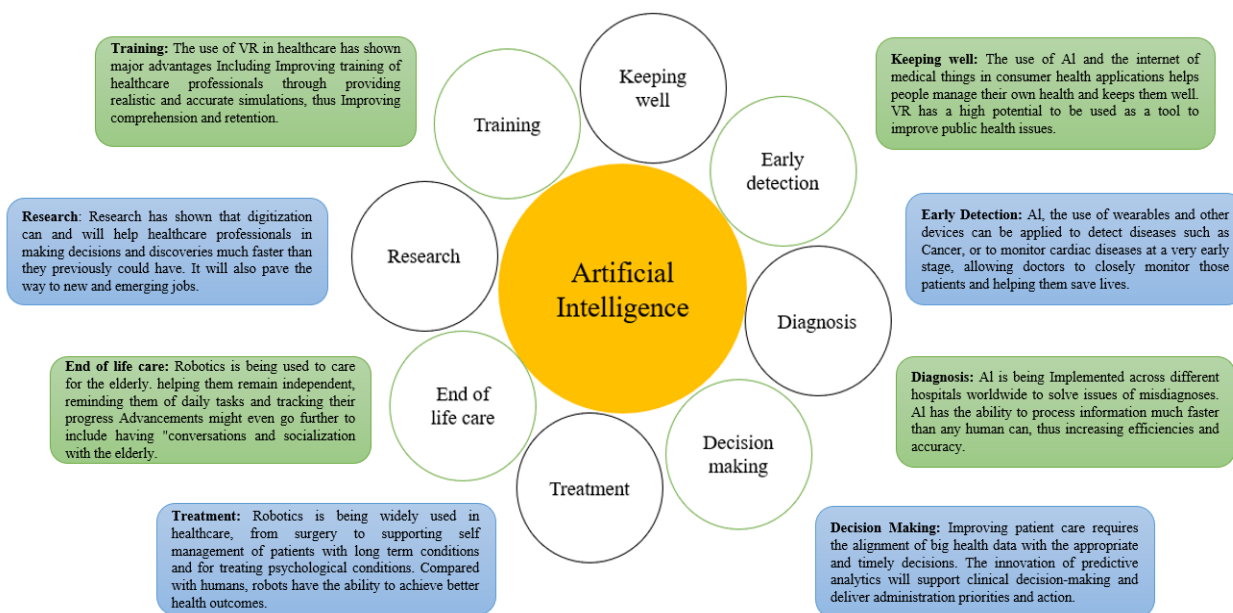 Training: The use of VR in healthcare has shown
major advantages Including Improving training of
healthcare professionals through providing
realistic and accurate simulations, thus Improving
comprehension and retention.
Keeping
well
Keeping well: The use of Al and the internet of
medical things in consumer health applications helps
people manage their own health and keeps them well.
VR has a high potential to be used as a tool to
improve public health issues.
Training
Early
detection
Research: Research has shown that digitization
can and will help healthcare professionals in
making decisions and discoveries much faster than
they previously could have. It will also pave the
way to new and emerging jobs.
Research
Artificial
Intelligence
Early Detection: Al, the use of wearables and other
devices can be applied to detect diseases such as
Cancer, or to monitor cardiac diseases at a very early
stage, allowing doctors to closely monitor those
patients and helping them save lives.
Diagnosis
End of life care: Robotics is being used to care
for the elderly. helping them remain independent,
reminding them of daily tasks and tracking their
progress Advancements might even go further to
include having "conversations and socialization
with the elderly.
End of
life care
Decision
making
Diagnosis: Al is being Implemented across different
hospitals worldwide to solve issues of misdiagnoses.
Al has the ability to process information much faster
than any human can, thus increasing efficiencies and
accuracy.
Treatment
Treatment: Robotics is being widely used in
healthcare, from surgery to supporting self
management of patients with long term conditions
and for treating psychological conditions. Compared
with humans, robots have the ability to achieve better
health outcomes.
Decision Making: Improving patient care requires
the alignment of big health data with the appropriate
and timely decisions. The innovation of predictive
analytics will support clinical decision-making and
deliver administration priorities and action.